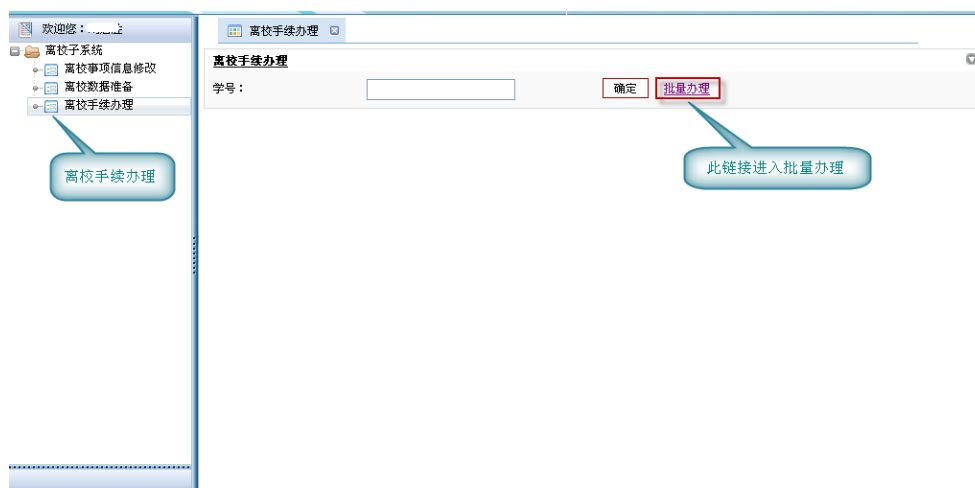 欢迎您：
离校子系统
离校事项信息修改
离校数据准备
离校手续办理
离校手续办理
离校手续办理
离校手续办理
学号：
确定 批量办理
此链接进入批量办理